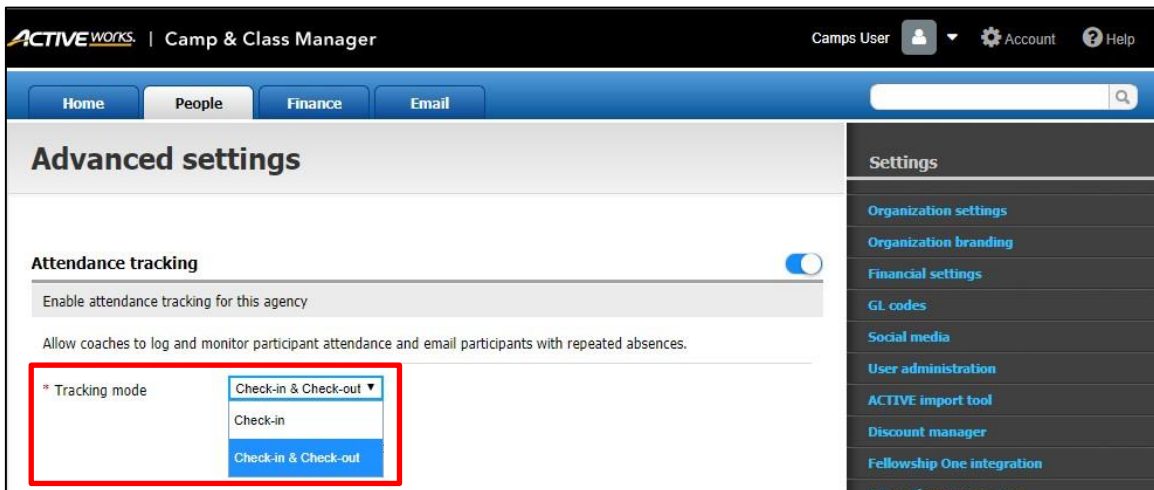 ACTIVEWORKS. | Camp & Class Manager
Camps User Account Help
Home People Finance Email
Advanced settings
Attendance tracking
Enable attendance tracking for this agency
Allow coaches to log and monitor participant attendance and email participants with repeated absences.
* Tracking mode Check-in & Check-out
Check-in
Check-in & Check-out
Settings
Organization settings
Organization branding
Financial settings
GL codes
Social media
User administration
ACTIVE import tool
Discount manager
Fellowship One integration